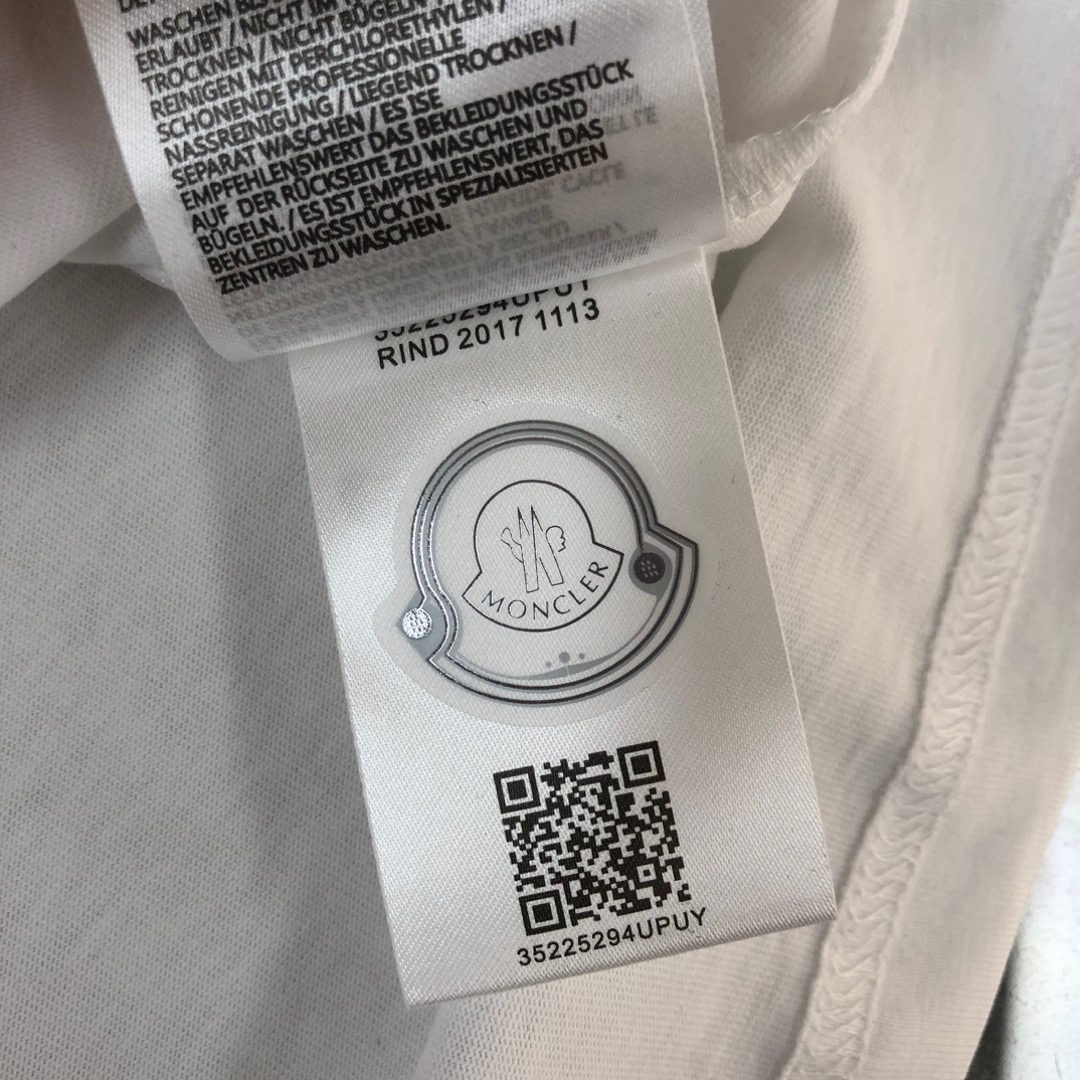 WASCHEN BIS
ERLAUBT / NICHT IM
TROCKNEN / NICHT BÜGELN
REINIGEN MIT PERCHLORETHYLEN /
SCHONENDE PROFESSIONELLE
NASSREINIGUNG / LIEGEND TROCKNEN /
SEPARAT WASCHEN / ES ISE
EMPFEHLENSWERT DAS BEKLEIDUNGSSTÜCK
AUF DER RÜCKSEITE ZU WASCHEN UND
BÜGELN. / ES IST EMPFEHLENSWERT, DAS
BEKLEIDUNGSSTÜCK IN SPEZIALISIERTEN
ZENTREN ZU WASCHEN.
35225294UPUY
RIND 2017 1113
MONCLER
35225294UPUY